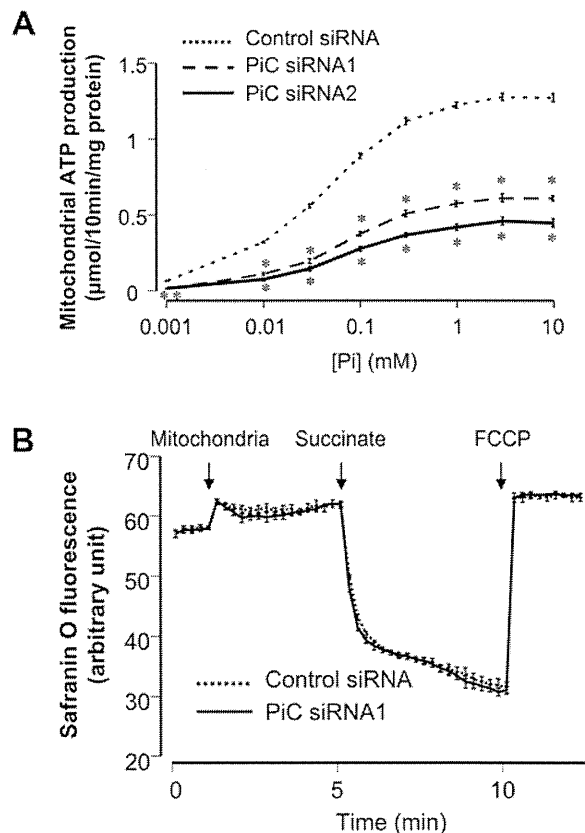 A
Control siRNA
PiC siRNA1
PiC siRNA2
Mitochondrial ATP production
(µmol/10min/mg protein)
1.5
1
0.5
0
* *
* * * * * *
* * * * * *
0.001 0.01 0.1 1 10
[Pi] (mM)
B
Mitochondria Succinate FCCP
Safranin O fluorescence
(arbitrary unit)
70
60
50
40
30
20
Control siRNA
PiC siRNA1
0 5 10
Time (min)